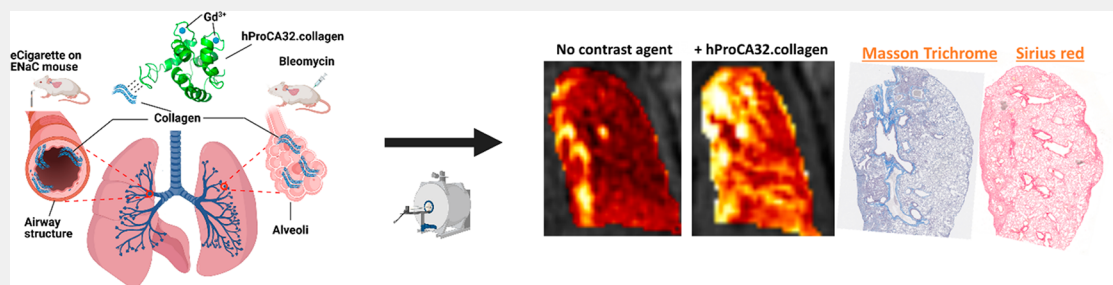 Gd³⁺
hProCA32.collagen
eCigarette on
ENaC mouse
Bleomycin
Collagen
Airway
structure
Alveoli
No contrast agent
+ hProCA32.collagen
Masson Trichrome
Sirius red